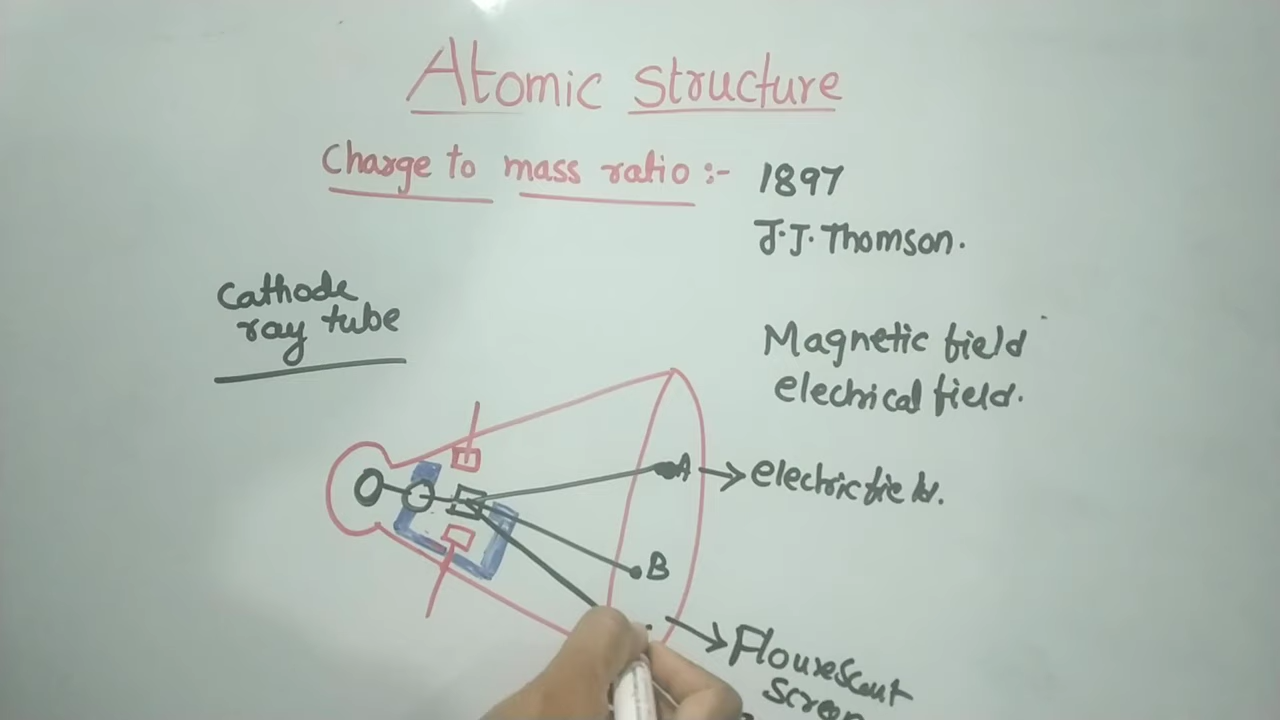 Atomic Structure
Charge to mass ratio :- 1897
J.J. Thomson.
Cathode
ray tube
Magnetic field
electrical field.
A → electric field.
B
Flourescent
Screen